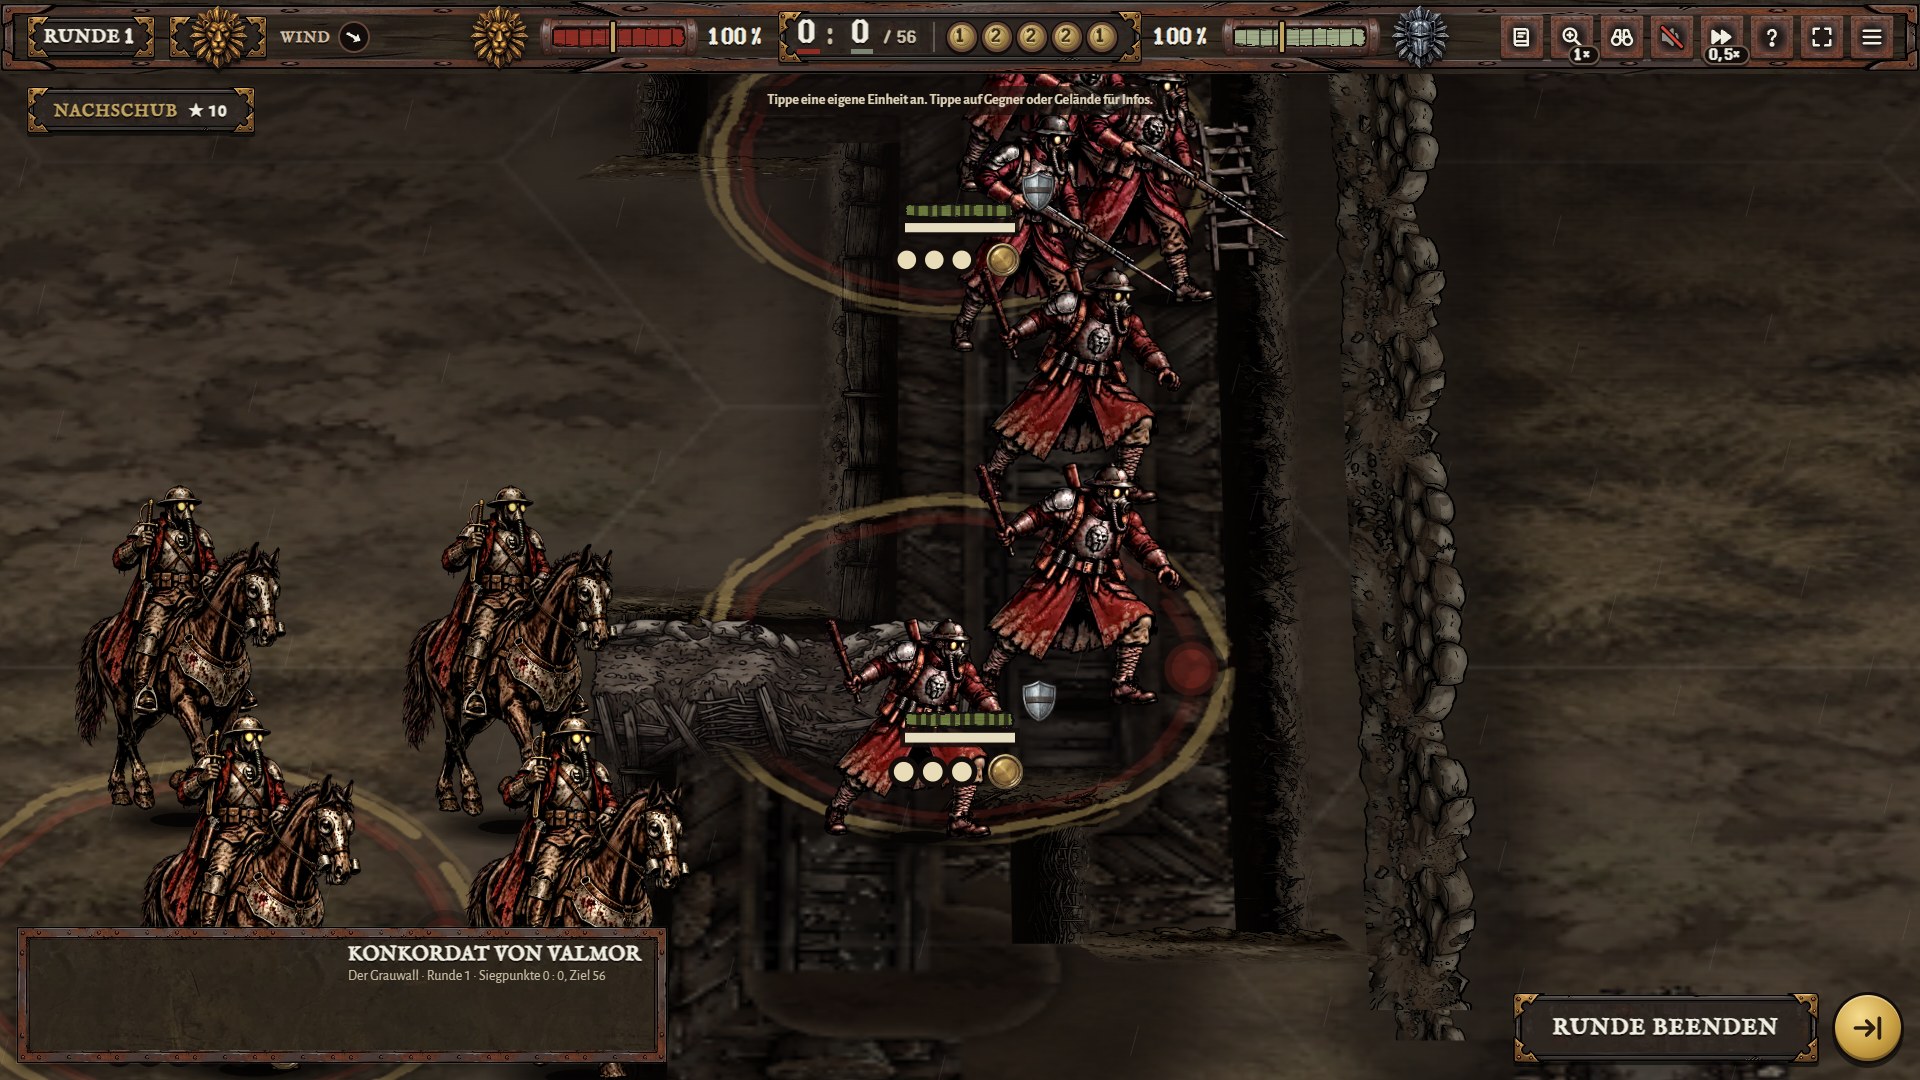 RUNDE 1
WIND
100 %
0 : 0 / 56
1 2 2 2 1
100 %
1×
0,5×
?
NACHSCHUB ★ 10
Tippe eine eigene Einheit an. Tippe auf Gegner oder Gelände für Infos.
KONKORDAT VON VALMOR
Der Grauwall · Runde 1 · Siegpunkte 0 : 0, Ziel 56
RUNDE BEENDEN